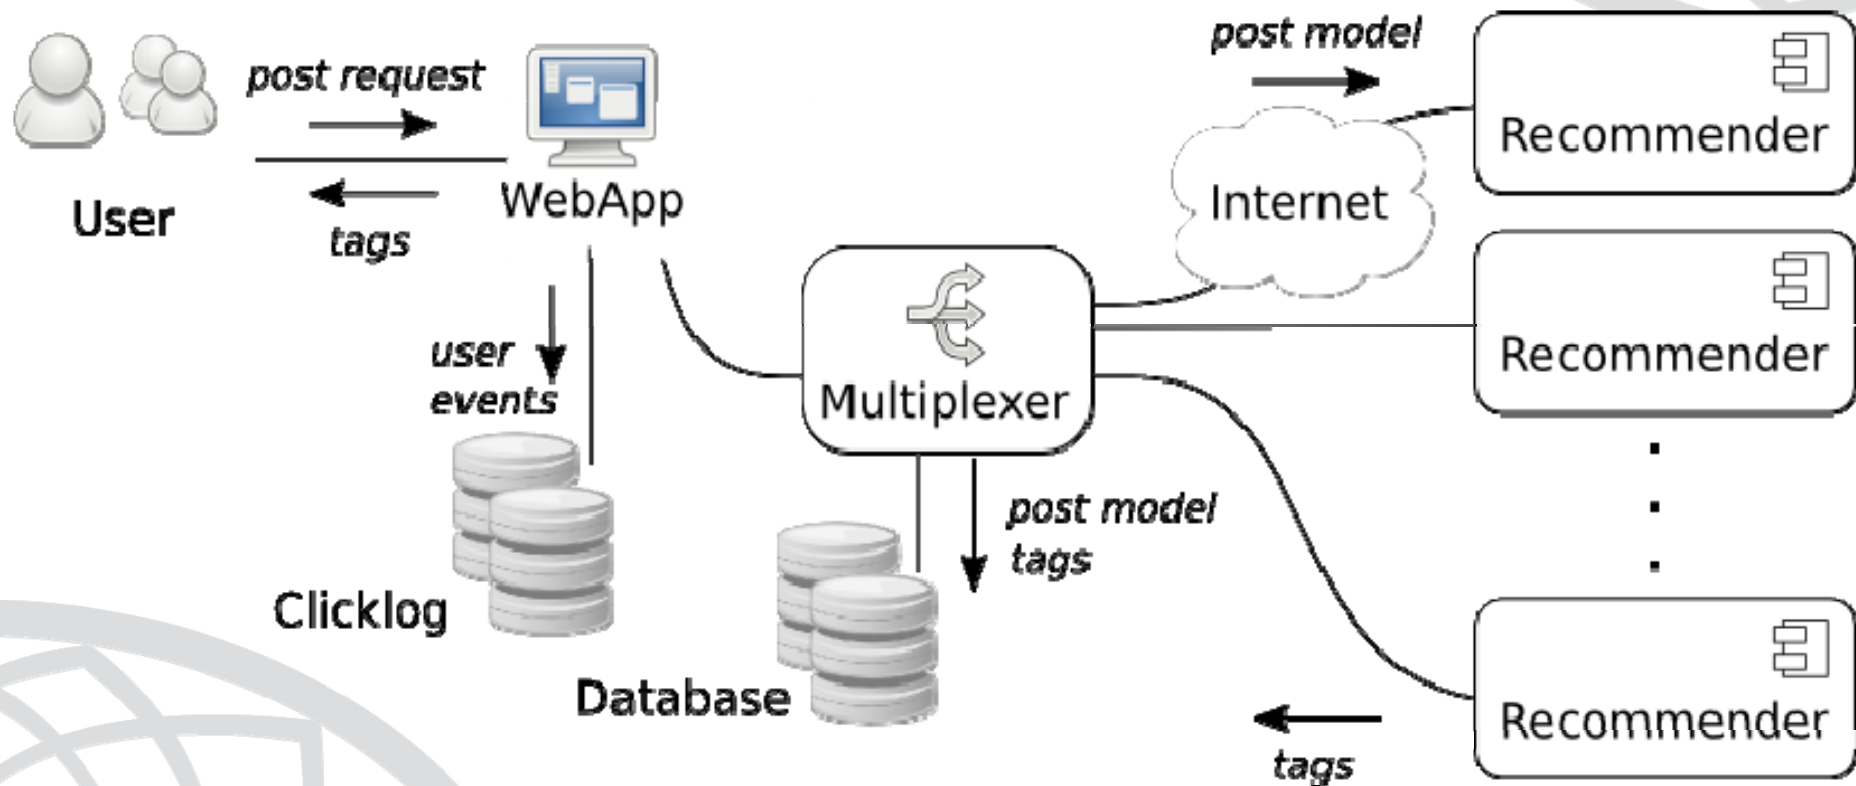 post request
User
tags
WebApp
user
events
Clicklog
Database
Multiplexer
post model
tags
Internet
post model
Recommender
Recommender
Recommender
tags